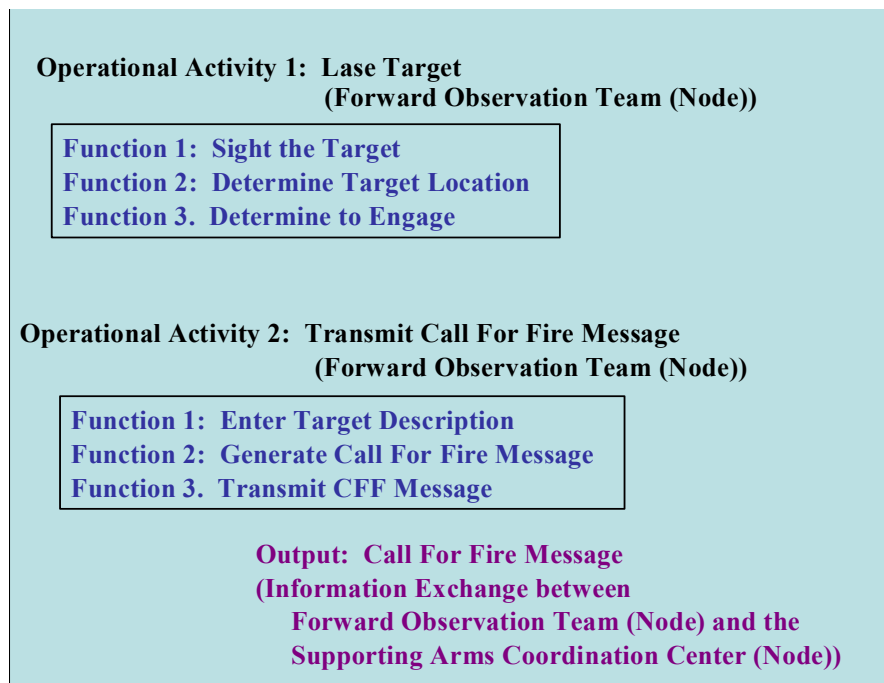 Operational Activity 1: Lase Target
(Forward Observation Team (Node))
Function 1: Sight the Target
Function 2: Determine Target Location
Function 3. Determine to Engage
Operational Activity 2: Transmit Call For Fire Message
(Forward Observation Team (Node))
Function 1: Enter Target Description
Function 2: Generate Call For Fire Message
Function 3. Transmit CFF Message
Output: Call For Fire Message
(Information Exchange between
Forward Observation Team (Node) and the
Supporting Arms Coordination Center (Node))